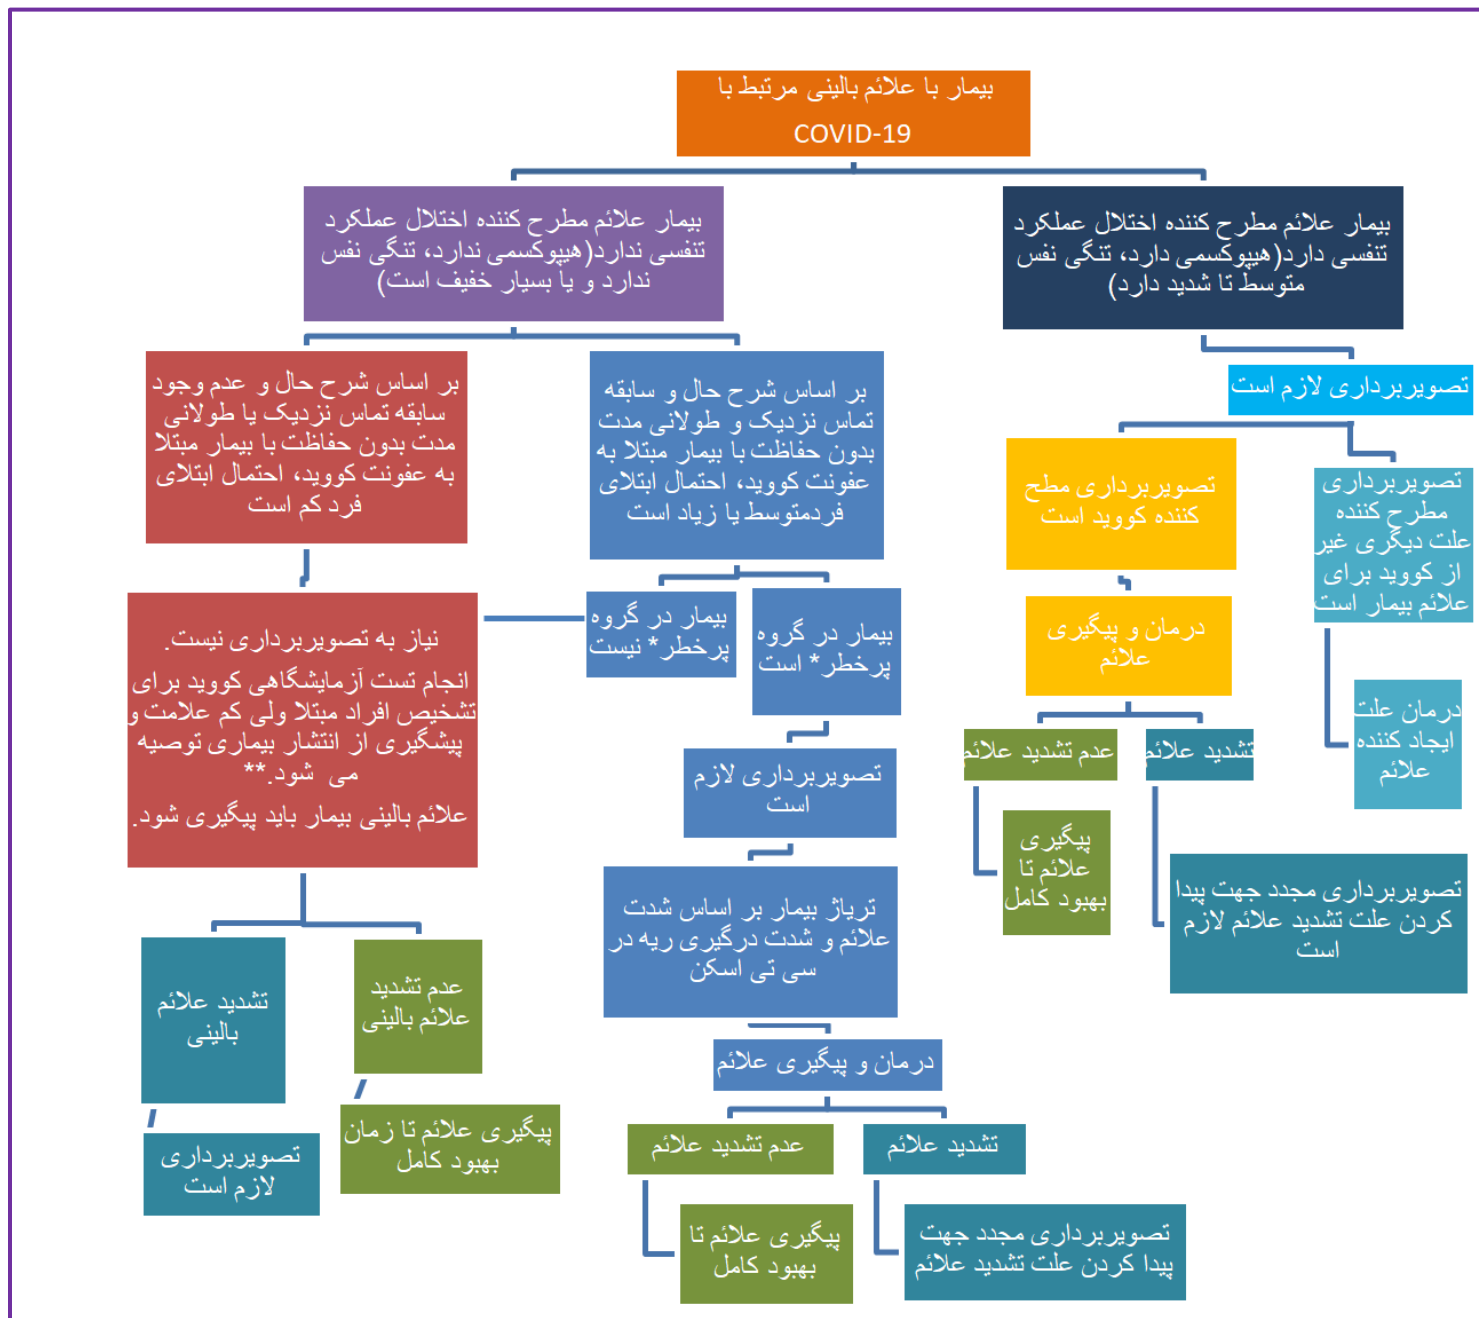 بیمار با علائم بالینی مرتبط با
COVID-19
بیمار علائم مطرح کننده اختلال عملکرد
تنفسی دارد(هیپوکسمی دارد، تنگی نفس
متوسط تا شدید دارد)
بیمار علائم مطرح کننده اختلال عملکرد
تنفسی ندارد(هیپوکسمی ندارد، تنگی نفس
ندارد و یا بسیار خفیف است)
تصویربرداری لازم است
بر اساس شرح حال و سابقه
تماس نزدیک و طولانی مدت
بدون حفاظت با بیمار مبتلا به
عفونت کووید، احتمال ابتلای
فردمتوسط یا زیاد است
بر اساس شرح حال و عدم وجود
سابقه تماس نزدیک یا طولانی
مدت بدون حفاظت با بیمار مبتلا
به عفونت کووید، احتمال ابتلای
فرد کم است
تصویربرداری
مطرح کننده
علت دیگری غیر
از کووید برای
علائم بیمار است
تصویربرداری مطح
کننده کووید است
درمان و پیگیری
علائم
بیمار در گروه
پرخطر* است
بیمار در گروه
پرخطر* نیست
نیاز به تصویربرداری نیست.
انجام تست آزمایشگاهی کووید برای
تشخیص افراد مبتلا ولی کم علامت و
پیشگیری از انتشار بیماری توصیه
می شود.**
علائم بالینی بیمار باید پیگیری شود.
درمان علت
ایجاد کننده
علائم
تشدید علائم
عدم تشدید علائم
تصویربرداری لازم
است
پیگیری
علائم تا
بهبود کامل
تصویربرداری مجدد جهت پیدا
کردن علت تشدید علائم لازم
است
تریاژ بیمار بر اساس شدت
علائم و شدت درگیری ریه در
سی تی اسکن
عدم تشدید
علائم بالینی
تشدید علائم
بالینی
درمان و پیگیری علائم
پیگیری علائم تا زمان
بهبود کامل
تصویربرداری
لازم است
تشدید علائم
عدم تشدید علائم
تصویربرداری مجدد جهت
پیدا کردن علت تشدید علائم
پیگیری علائم تا
بهبود کامل